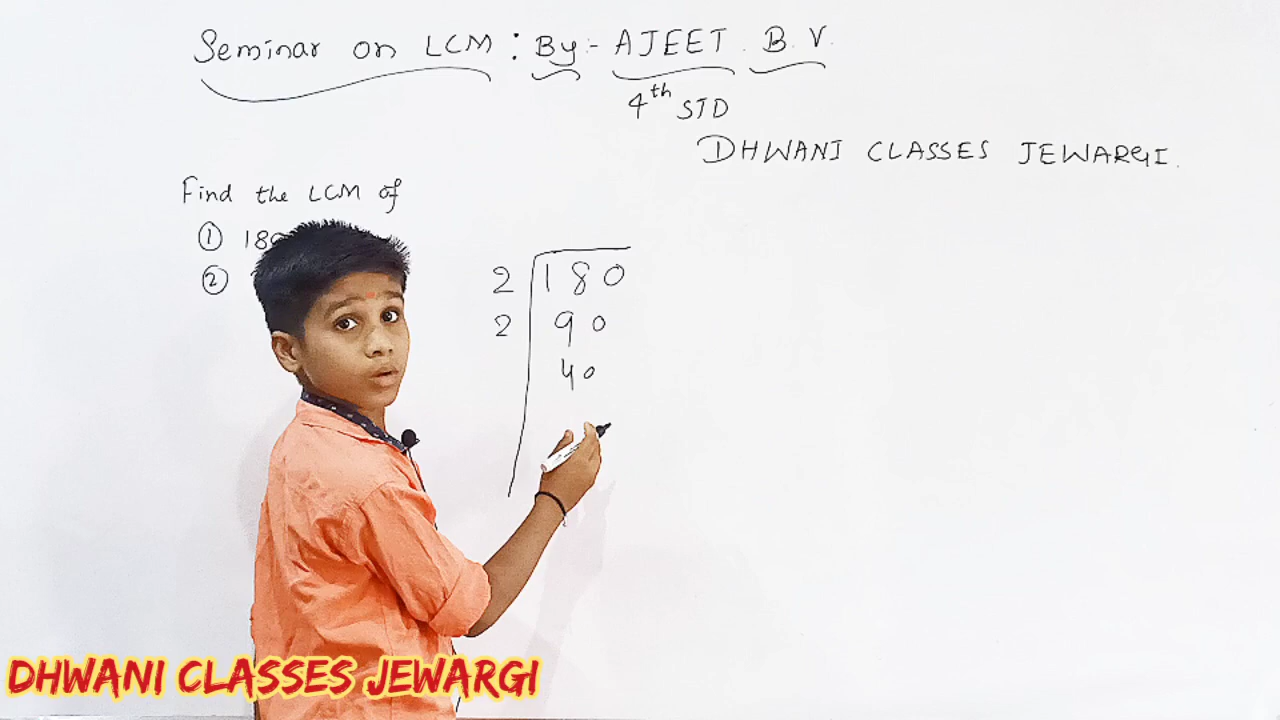 Seminar on LCM : By :- AJEET . B. V.
4th STD
DHWANI CLASSES JEWARGI.
Find the LCM of
① 180
②
2 180
2 90
40
DHWANI CLASSES JEWARGI